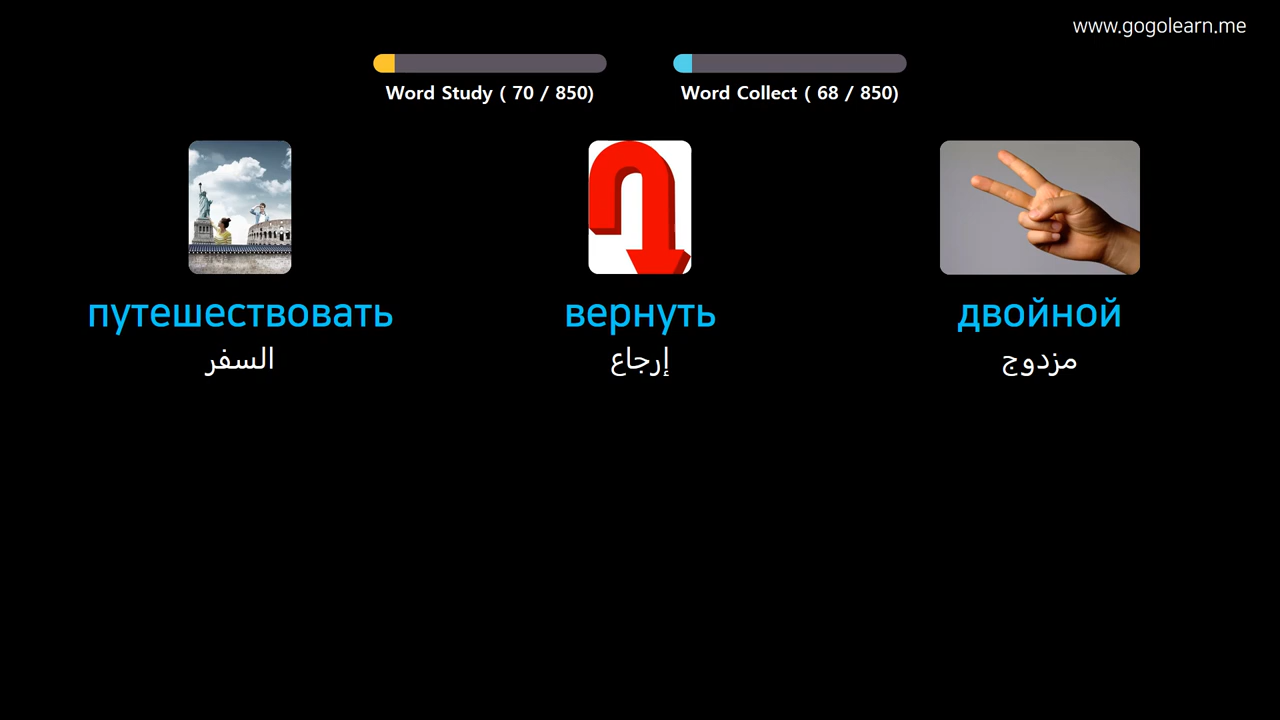 www.gogolearn.me
Word Study ( 70 / 850)
Word Collect ( 68 / 850)
путешествовать
السفر
вернуть
إرجاع
двойной
مزدوج